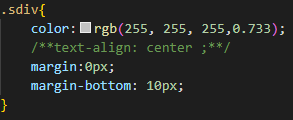 .sdiv{
color:rgb(255, 255, 255,0.733);
/**text-align: center ;**/
margin:0px;
margin-bottom: 10px;
}